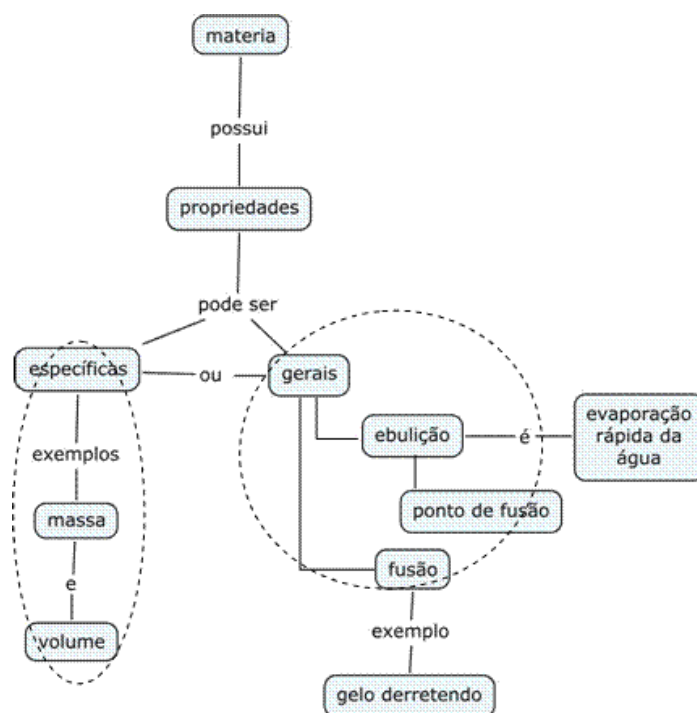 materia
possui
propriedades
pode ser
específicas
ou
gerais
exemplos
massa
e
volume
ebulição
é
evaporação
rápida da
água
ponto de fusão
fusão
exemplo
gelo derretendo